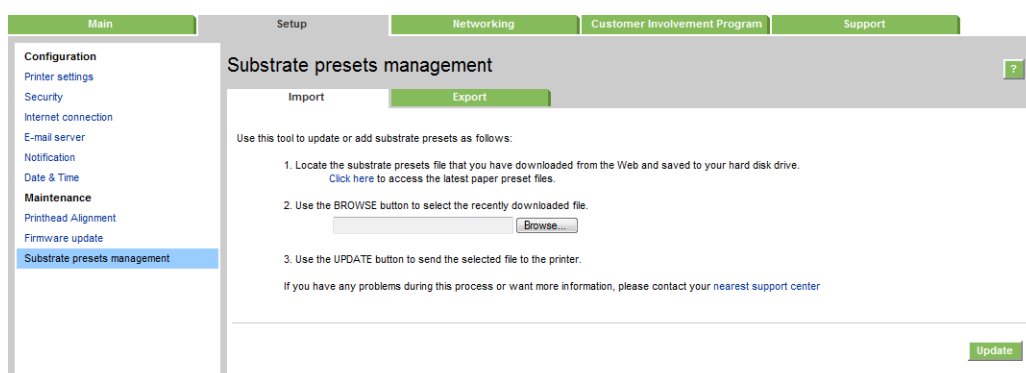 Main
Setup
Networking
Customer Involvement Program
Support
Configuration
Printer settings
Security
Internet connection
E-mail server
Notification
Date & Time
Maintenance
Printhead Alignment
Firmware update
Substrate presets management
Substrate presets management
?
Import
Export
Use this tool to update or add substrate presets as follows:
1. Locate the substrate presets file that you have downloaded from the Web and saved to your hard disk drive.
Click here to access the latest paper preset files.
2. Use the BROWSE button to select the recently downloaded file.
Browse...
3. Use the UPDATE button to send the selected file to the printer.
If you have any problems during this process or want more information, please contact your nearest support center
Update